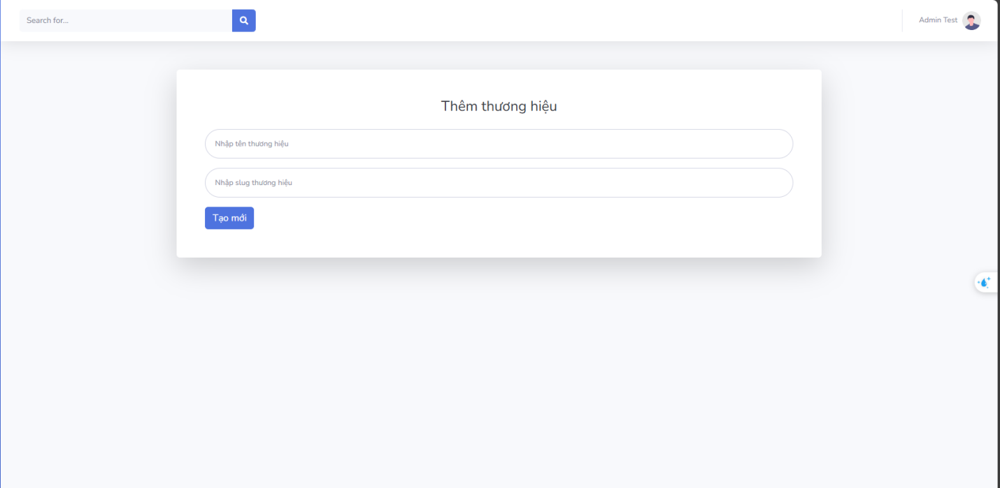 Search for...
Admin Test
Thêm thương hiệu
Nhập tên thương hiệu
Nhập slug thương hiệu
Tạo mới